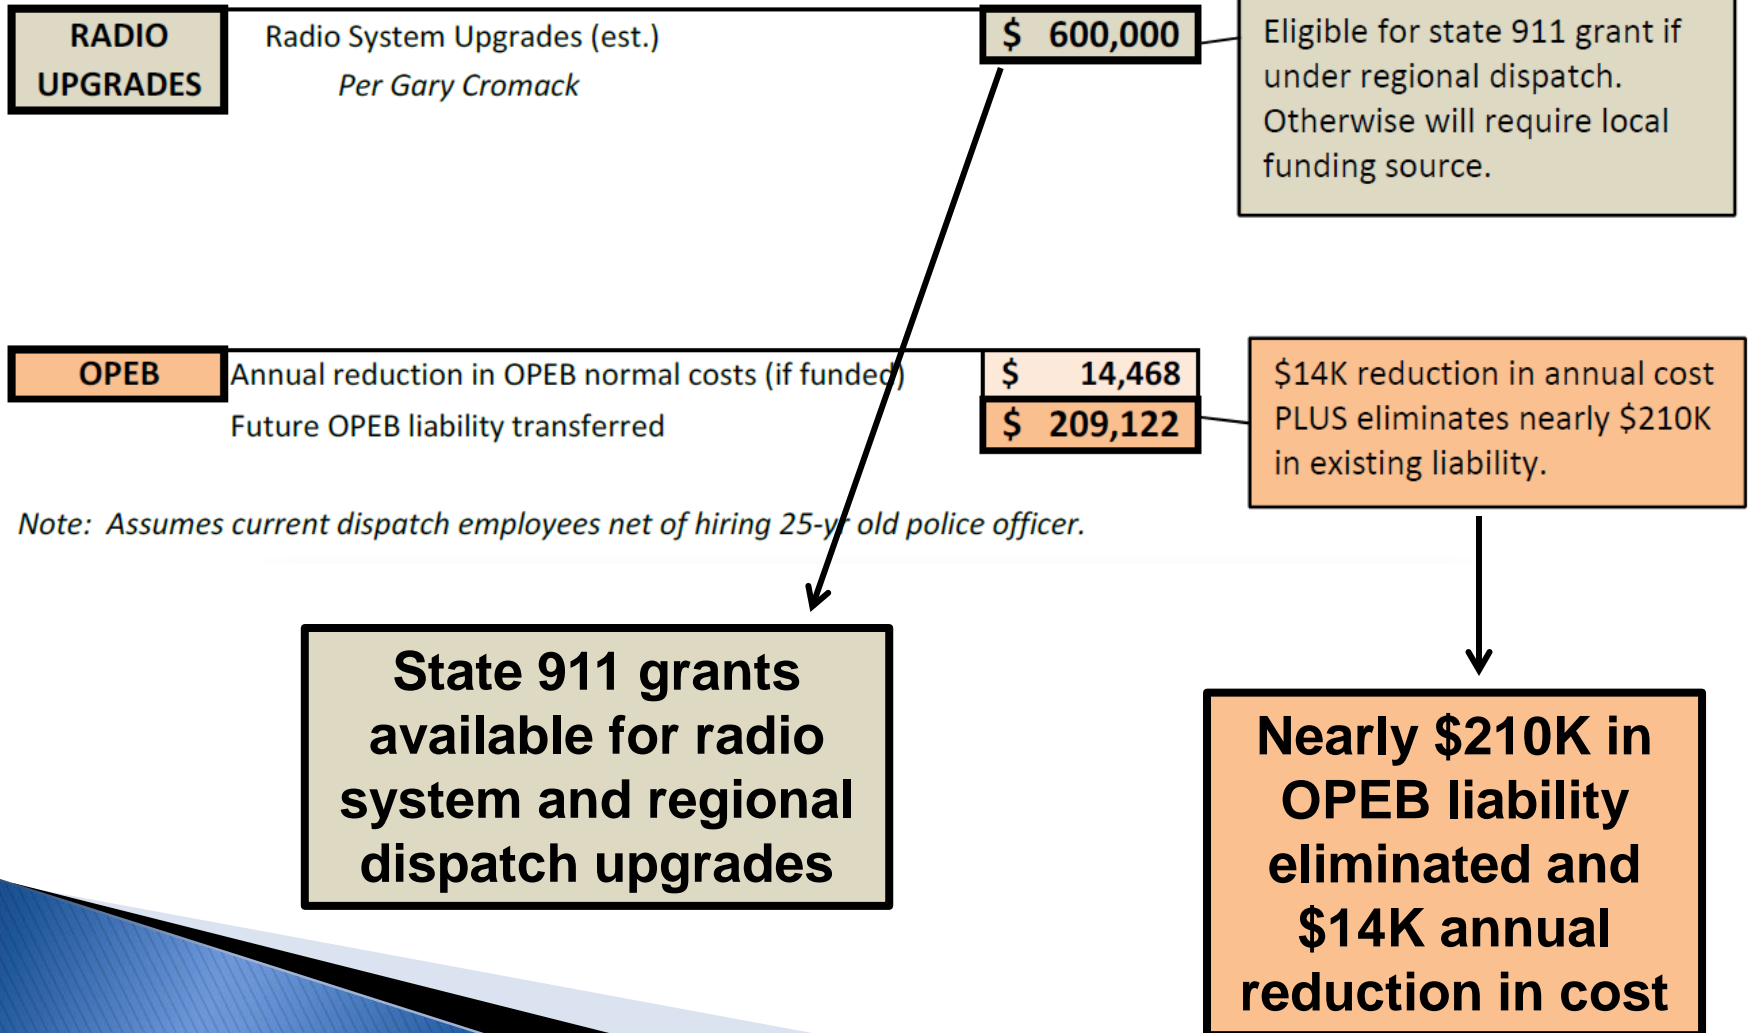 RADIO
UPGRADES
Radio System Upgrades (est.)
Per Gary Cromack
$ 600,000
Eligible for state 911 grant if
under regional dispatch.
Otherwise will require local
funding source.
OPEB
Annual reduction in OPEB normal costs (if funded)
$ 14,468
Future OPEB liability transferred
$ 209,122
$14K reduction in annual cost
PLUS eliminates nearly $210K
in existing liability.
Note: Assumes current dispatch employees net of hiring 25-yr old police officer.
State 911 grants
available for radio
system and regional
dispatch upgrades
Nearly $210K in
OPEB liability
eliminated and
$14K annual
reduction in cost